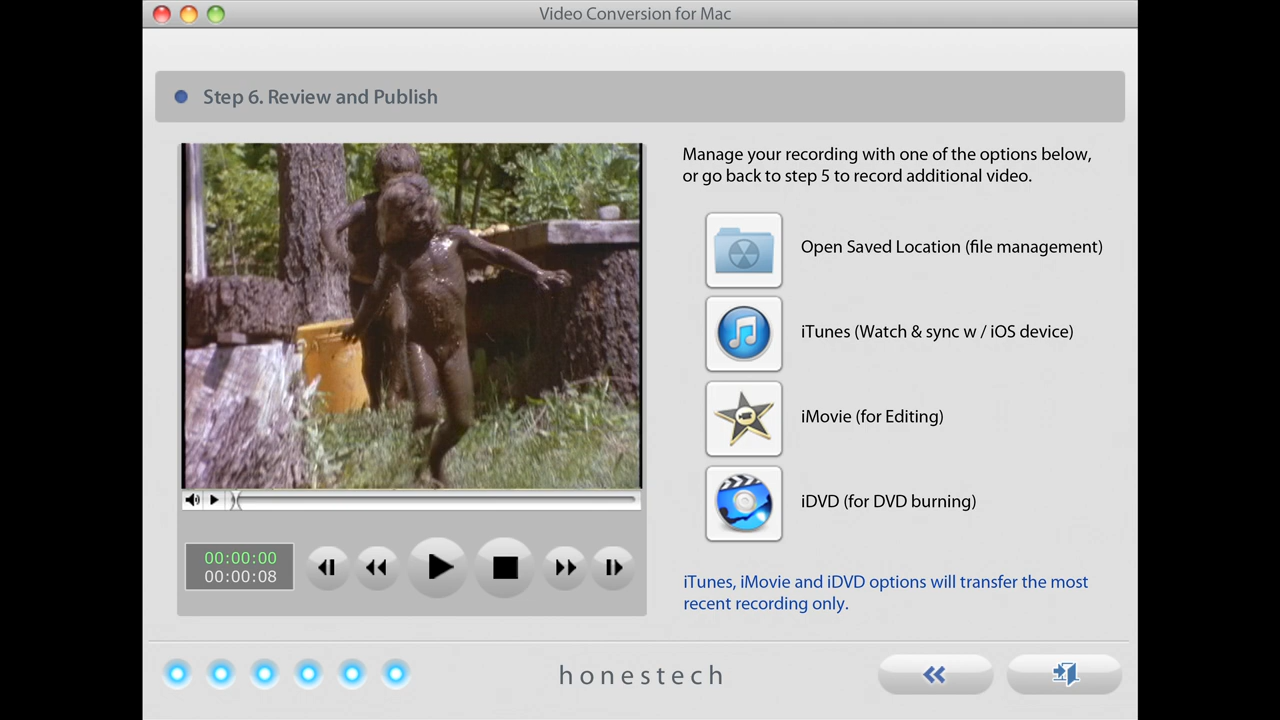 Video Conversion for Mac
Step 6. Review and Publish
Manage your recording with one of the options below,
or go back to step 5 to record additional video.
Open Saved Location (file management)
iTunes (Watch & sync w / iOS device)
iMovie (for Editing)
iDVD (for DVD burning)
00:00:00
00:00:08
iTunes, iMovie and iDVD options will transfer the most
recent recording only.
honestech